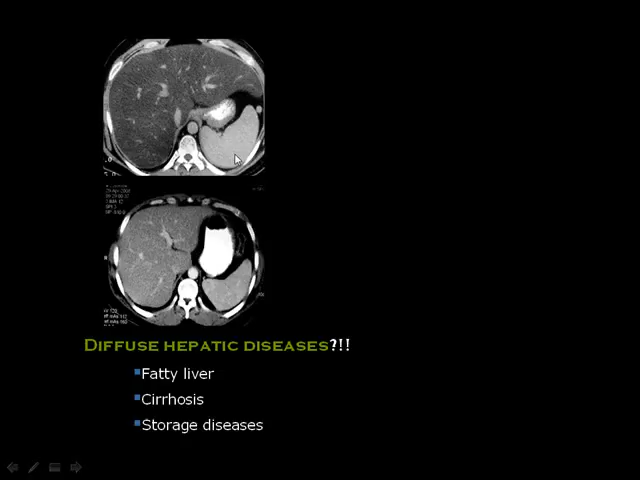 DIFFUSE HEPATIC DISEASES?!!
Fatty liver
Cirrhosis
Storage diseases